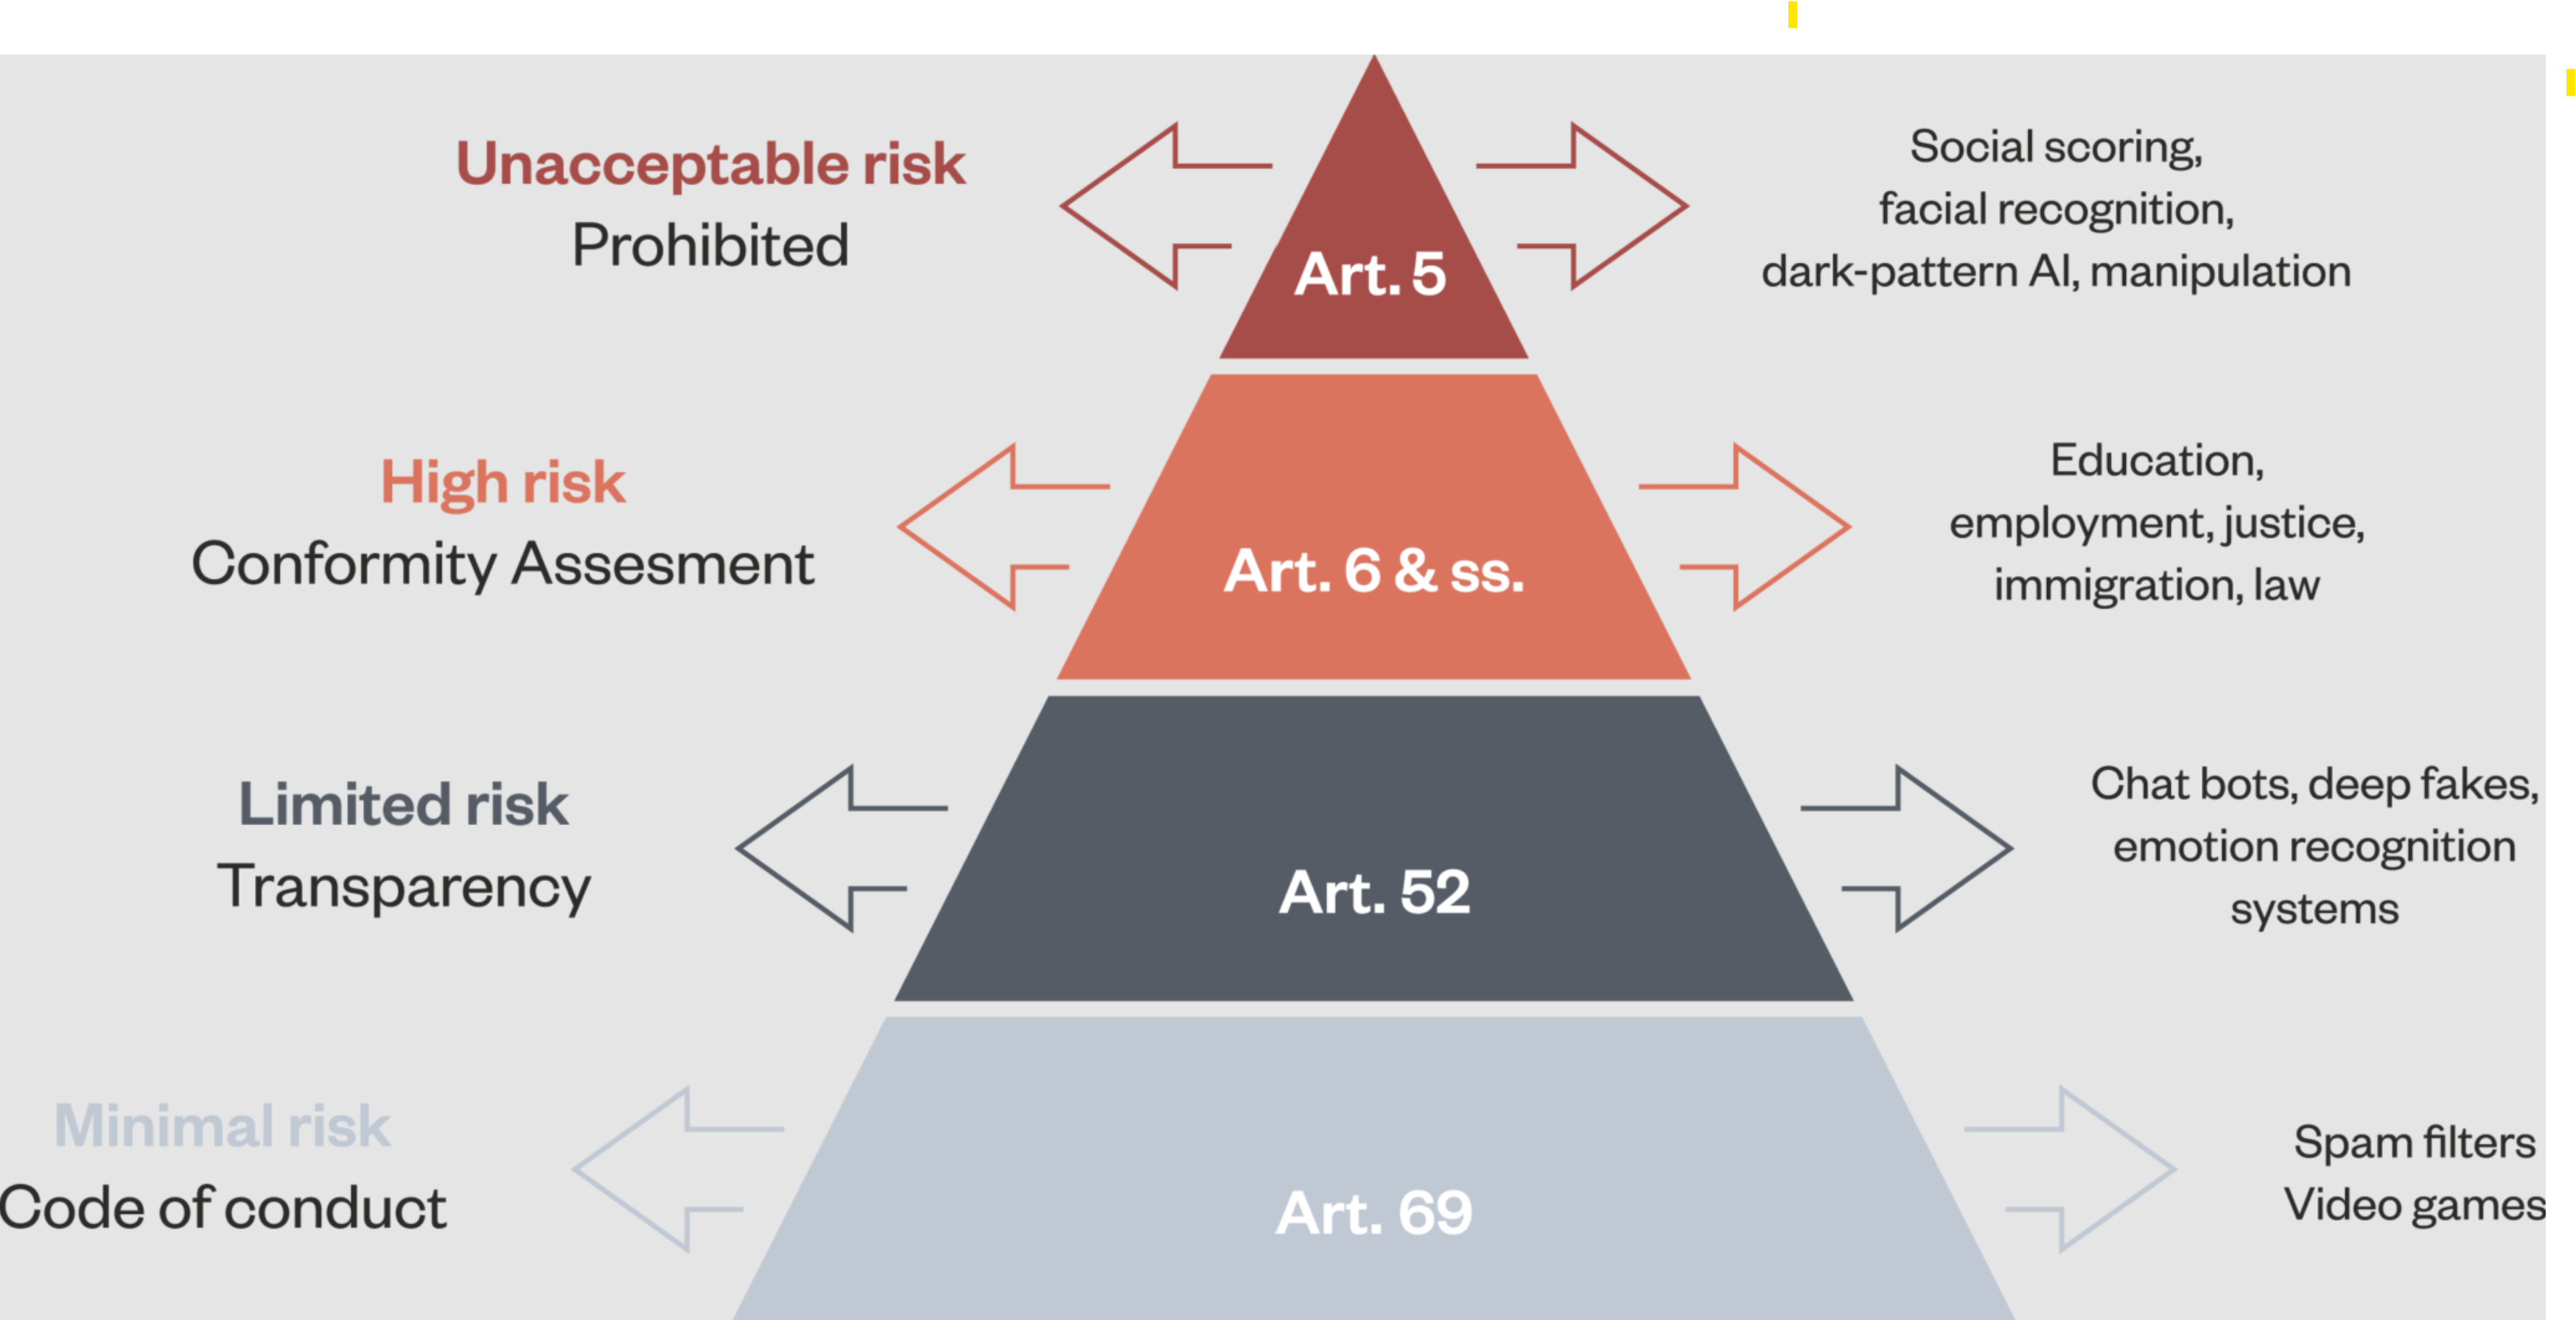 Unacceptable risk
Prohibited
Art. 5
Social scoring,
facial recognition,
dark-pattern AI, manipulation
High risk
Conformity Assesment
Art. 6 & ss.
Education,
employment, justice,
immigration, law
Limited risk
Transparency
Art. 52
Chat bots, deep fakes,
emotion recognition
systems
Minimal risk
Code of conduct
Art. 69
Spam filters
Video games